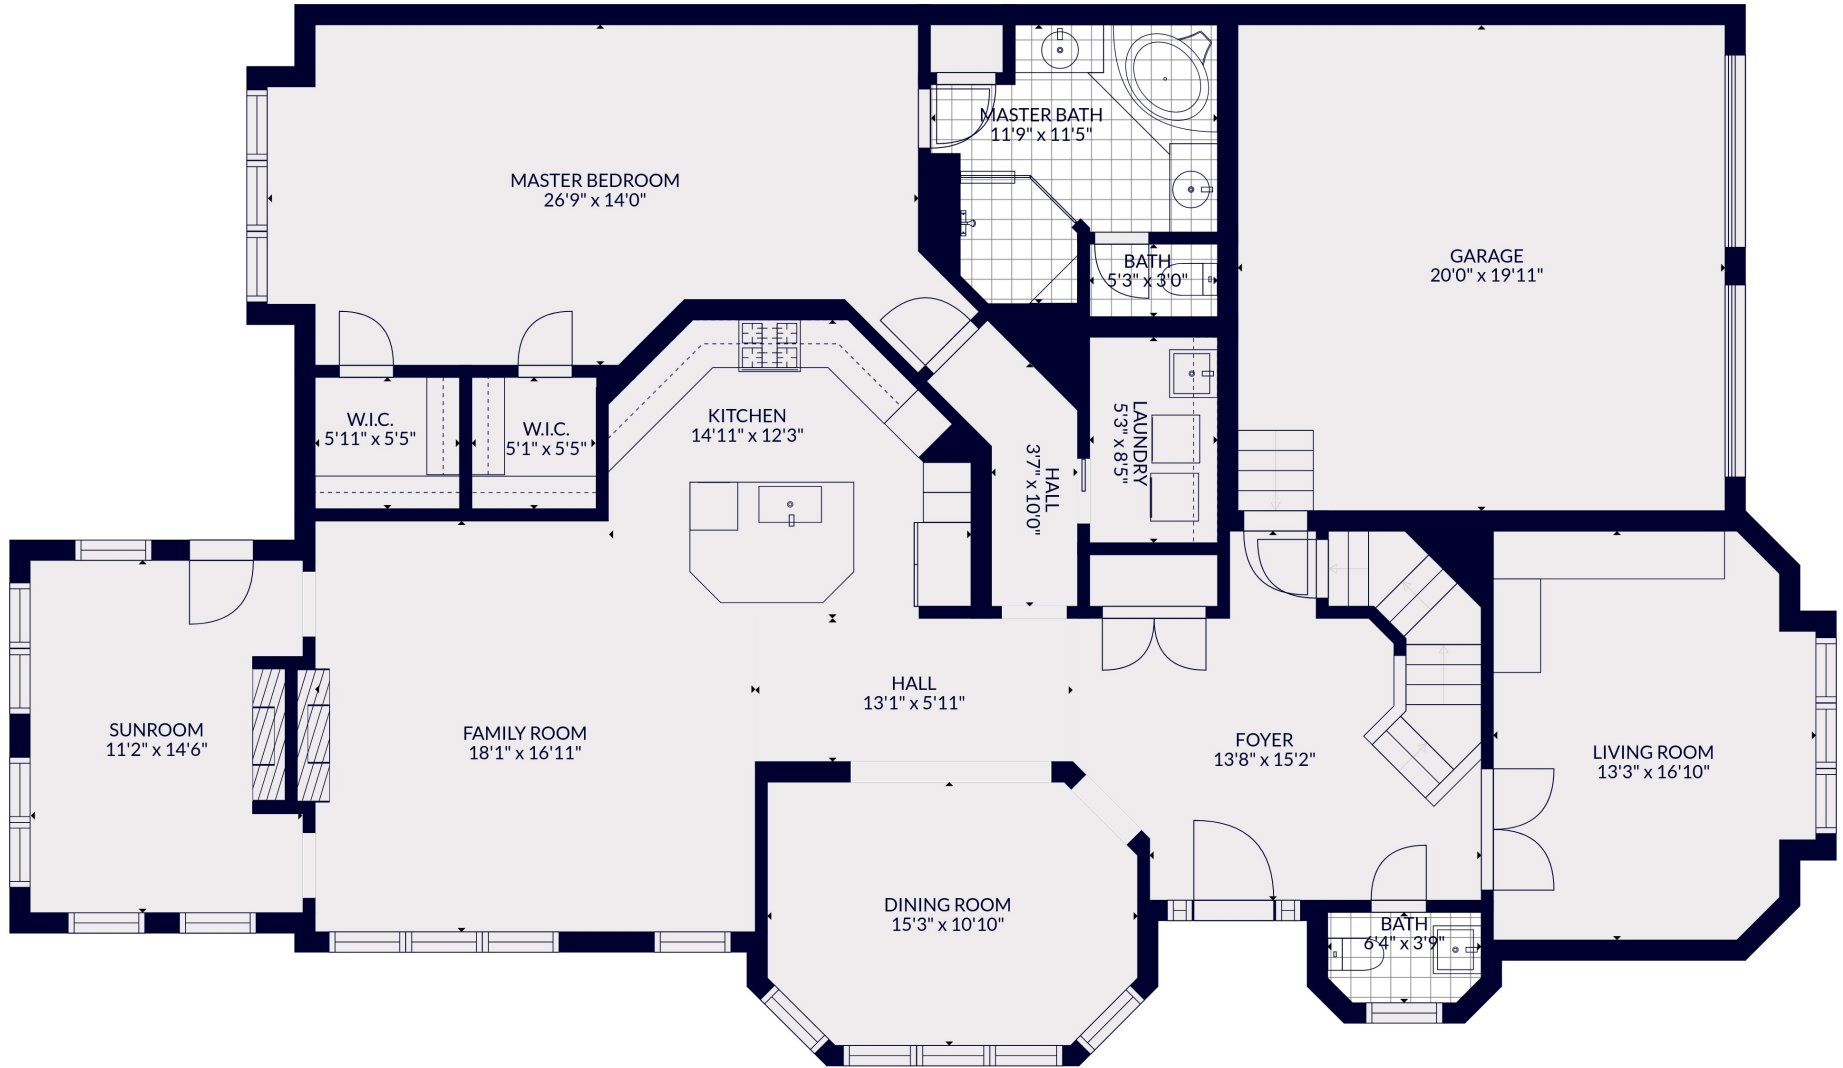 MASTER BATH
11'9" x 11'5"
MASTER BEDROOM
26'9" x 14'0"
GARAGE
20'0" x 19'11"
BATH
5'3" x 3'0"
W.I.C.
5'11" x 5'5"
W.I.C.
5'1" x 5'5"
KITCHEN
14'11" x 12'3"
HALL
3'7" x 10'0"
LAUNDRY
5'3" x 8'5"
HALL
13'1" x 5'11"
SUNROOM
11'2" x 14'6"
FAMILY ROOM
18'1" x 16'11"
FOYER
13'8" x 15'2"
LIVING ROOM
13'3" x 16'10"
DINING ROOM
15'3" x 10'10"
BATH
6'4" x 3'9"